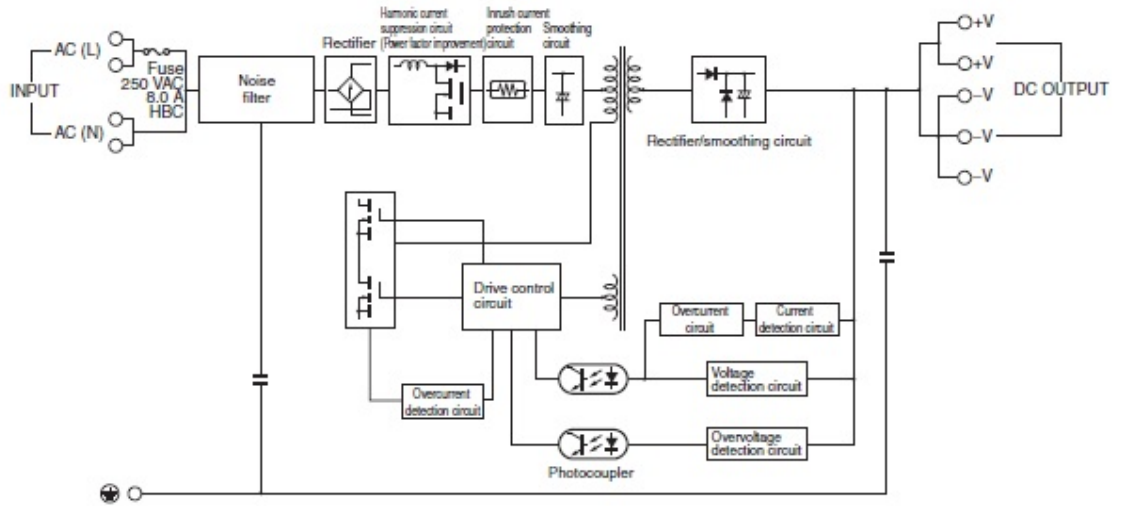 INPUT
AC (L)
Fuse
250 VAC
8.0 A
HBC
AC (N)
Noise
filter
Rectifier
Harmonic current
suppression circuit
(Power factor improvement)
Inrush current
protection
circuit
Smoothing
circuit
Rectifier/smoothing circuit
+V
+V
−V
−V
−V
DC OUTPUT
Drive control
circuit
Overcurrent
circuit
Current
detection circuit
Voltage
detection circuit
Overcurrent
detection circuit
Overvoltage
detection circuit
Photocoupler